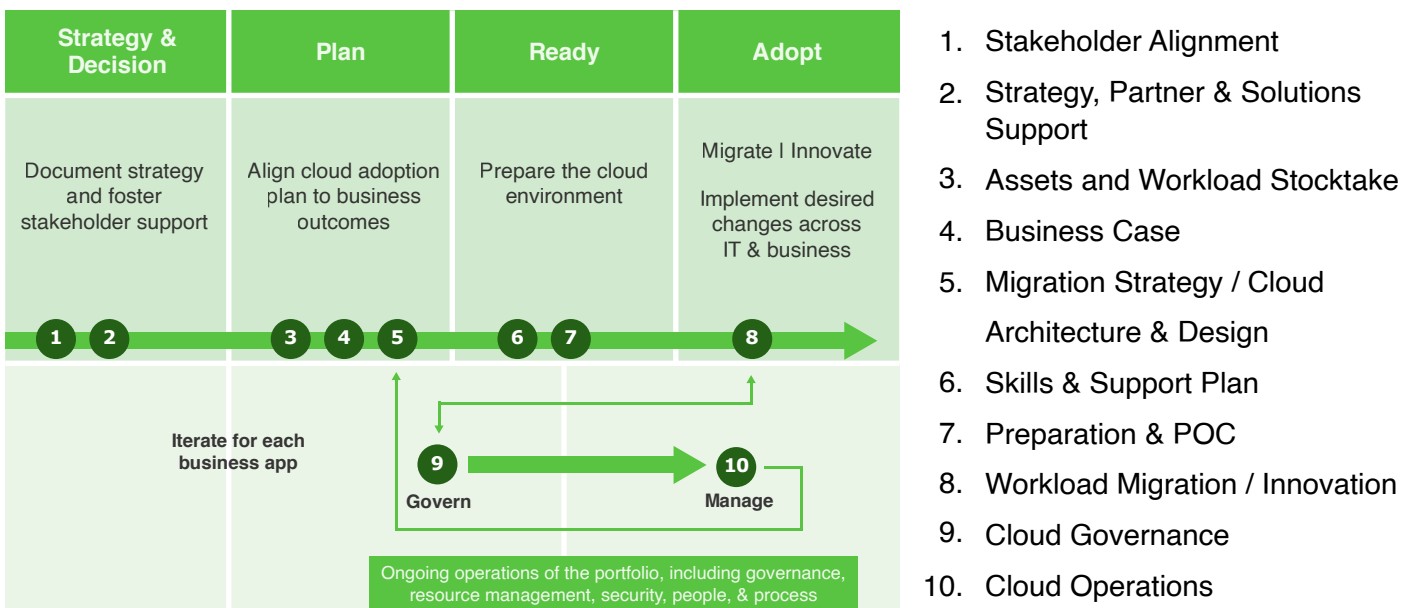 Strategy &
Decision
Plan
Ready
Adopt
Document strategy
and foster
stakeholder support
Align cloud adoption
plan to business
outcomes
Prepare the cloud
environment
Migrate | Innovate
Implement desired
changes across
IT & business
1
2
3
4
5
6
7
8
Iterate for each
business app
9
Govern
10
Manage
Ongoing operations of the portfolio, including governance,
resource management, security, people, & process
1. Stakeholder Alignment
2. Strategy, Partner & Solutions
Support
3. Assets and Workload Stocktake
4. Business Case
5. Migration Strategy / Cloud
Architecture & Design
6. Skills & Support Plan
7. Preparation & POC
8. Workload Migration / Innovation
9. Cloud Governance
10. Cloud Operations